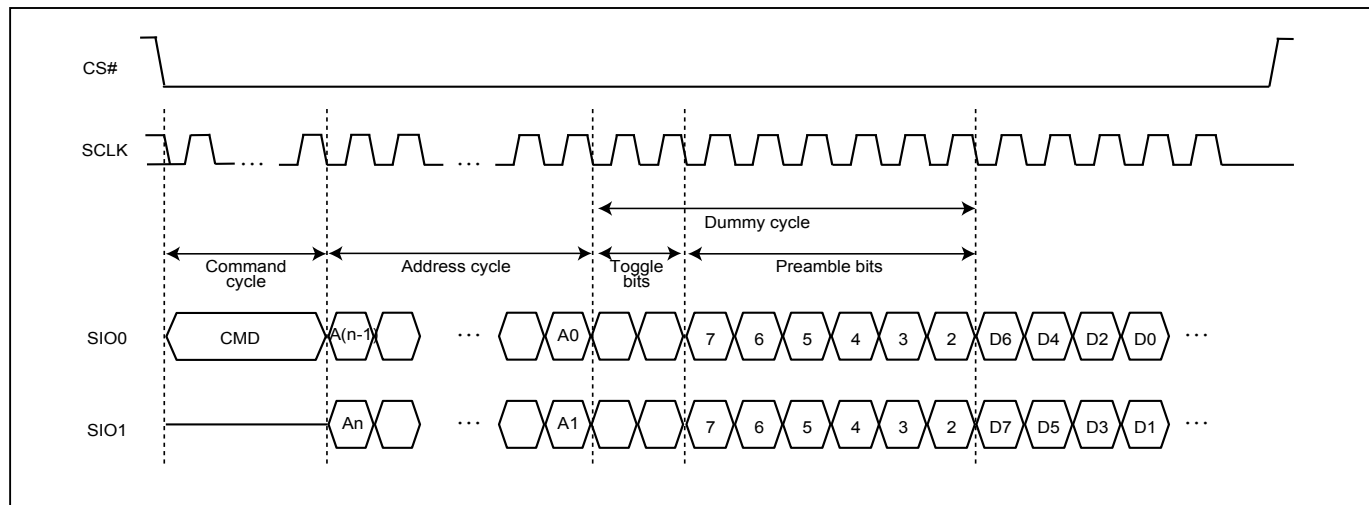 CS#
SCLK
...
...
Dummy cycle
Command
cycle
Address cycle
Toggle
bits
Preamble bits
SIO0
CMD
A(n-1)
...
A0
7
6
5
4
3
2
D6
D4
D2
D0
...
SIO1
An
...
A1
7
6
5
4
3
2
D7
D5
D3
D1
...